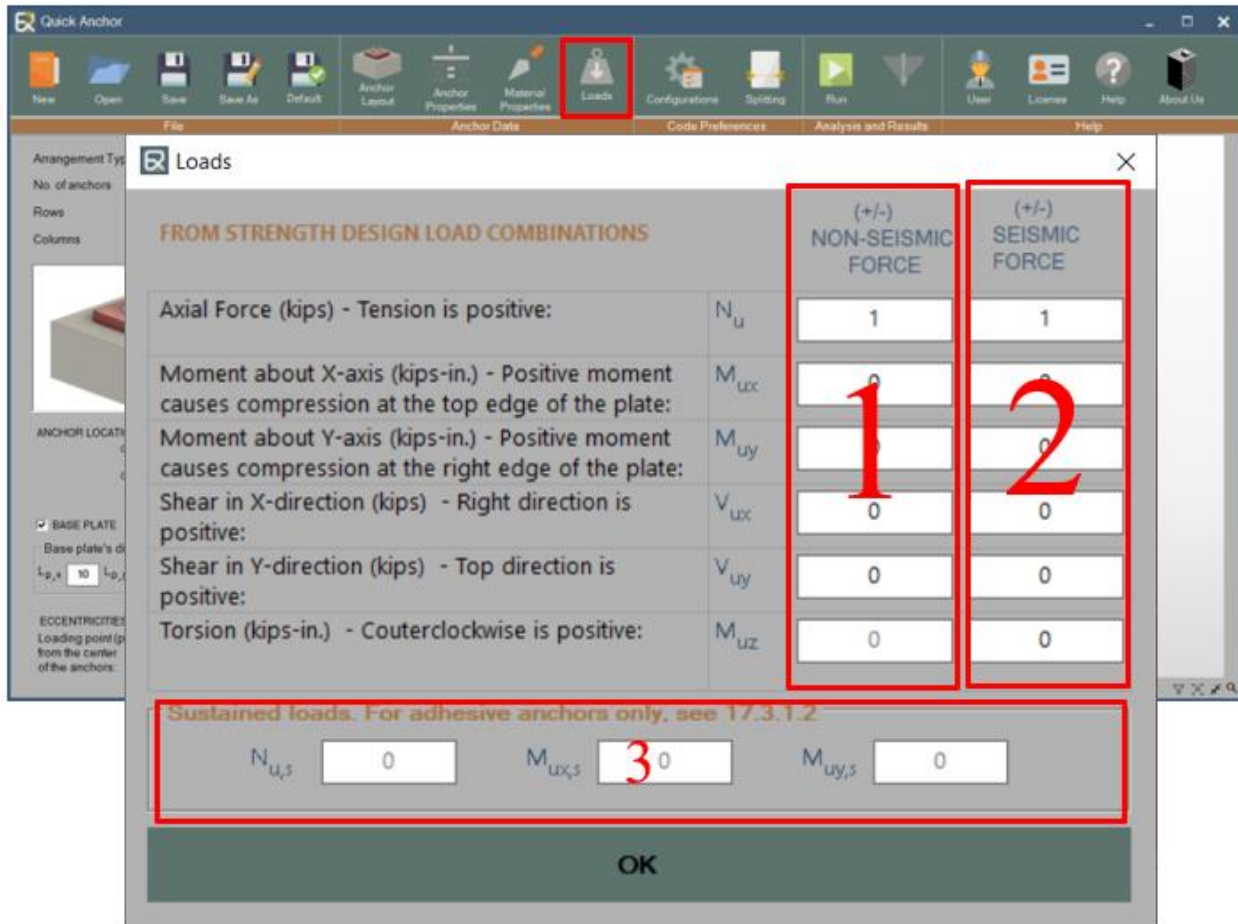 Quick Anchor
New Open Save Save As Default Anchor Layout Anchor Properties Material Properties Loads Configurations Splitting Run User License Help About Us
File Anchor Data Code Preferences Analysis and Results Help
Arrangement Typ
No. of anchors
Rows
Columns
ANCHOR LOCATI
BASE PLATE
Base plate's di
Lp,x 10 Lp,
ECCENTRICITIES
Loading point (p
from the center
of the anchors:
Loads
FROM STRENGTH DESIGN LOAD COMBINATIONS
(+/-) (+/-)
NON-SEISMIC SEISMIC
FORCE FORCE
Axial Force (kips) - Tension is positive: Nu 1 1
Moment about X-axis (kips-in.) - Positive moment Mux 0 0
causes compression at the top edge of the plate:
Moment about Y-axis (kips-in.) - Positive moment Muy 0
causes compression at the right edge of the plate:
1 2
Shear in X-direction (kips) - Right direction is Vux 0 0
positive:
Shear in Y-direction (kips) - Top direction is Vuy 0 0
positive:
Torsion (kips-in.) - Couterclockwise is positive: Muz 0 0
Sustained loads. For adhesive anchors only, see 17.3.1.2
Nu,s 0 Mux,s 3 0 Muy,s 0
OK